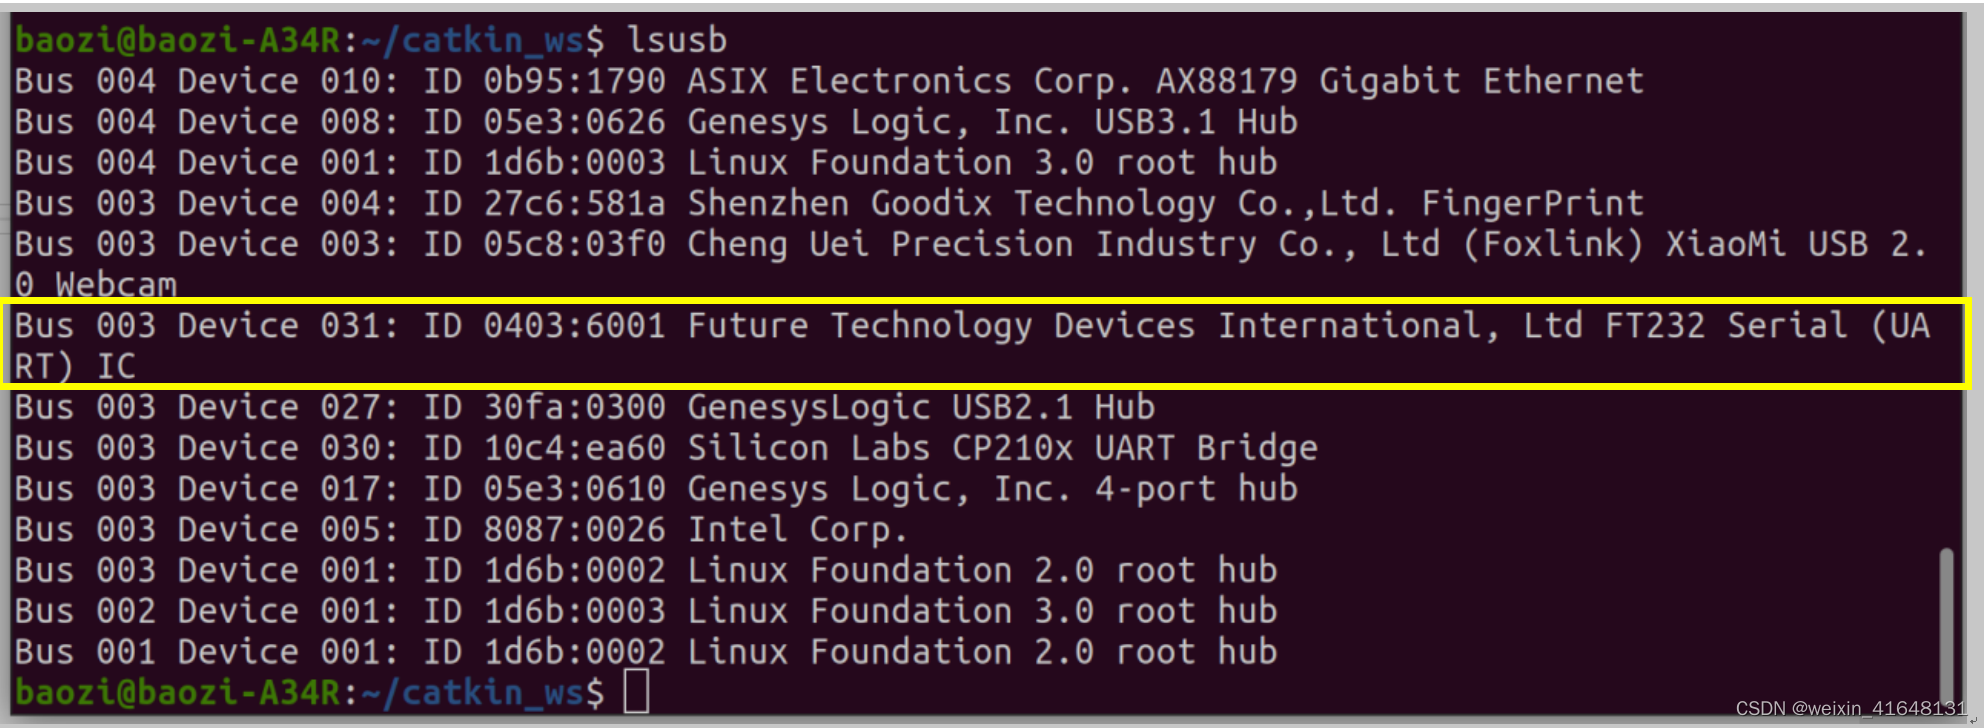 baozi@baozi-A34R:~/catkin_ws$ lsusb
Bus 004 Device 010: ID 0b95:1790 ASIX Electronics Corp. AX88179 Gigabit Ethernet
Bus 004 Device 008: ID 05e3:0626 Genesys Logic, Inc. USB3.1 Hub
Bus 004 Device 001: ID 1d6b:0003 Linux Foundation 3.0 root hub
Bus 003 Device 004: ID 27c6:581a Shenzhen Goodix Technology Co.,Ltd. FingerPrint
Bus 003 Device 003: ID 05c8:03f0 Cheng Uei Precision Industry Co., Ltd (Foxlink) XiaoMi USB 2.
0 Webcam
Bus 003 Device 031: ID 0403:6001 Future Technology Devices International, Ltd FT232 Serial (UA
RT) IC
Bus 003 Device 027: ID 30fa:0300 GenesysLogic USB2.1 Hub
Bus 003 Device 030: ID 10c4:ea60 Silicon Labs CP210x UART Bridge
Bus 003 Device 017: ID 05e3:0610 Genesys Logic, Inc. 4-port hub
Bus 003 Device 005: ID 8087:0026 Intel Corp.
Bus 003 Device 001: ID 1d6b:0002 Linux Foundation 2.0 root hub
Bus 002 Device 001: ID 1d6b:0003 Linux Foundation 3.0 root hub
Bus 001 Device 001: ID 1d6b:0002 Linux Foundation 2.0 root hub
baozi@baozi-A34R:~/catkin_ws$
CSDN @weixin_41648131